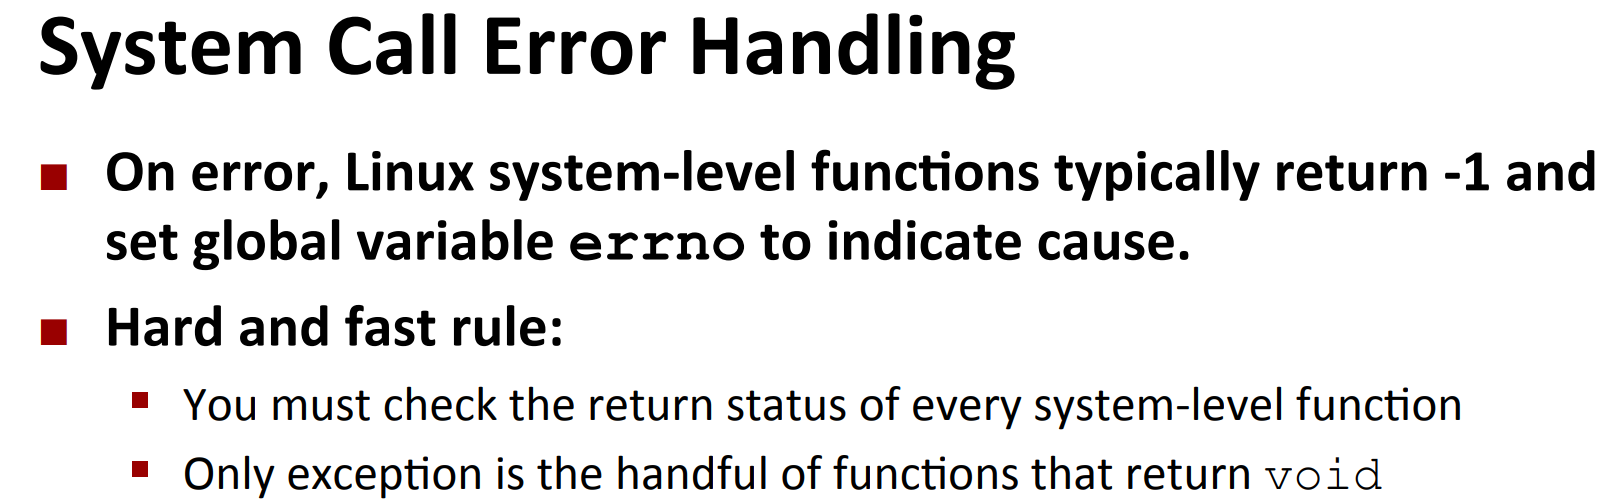 System Call Error Handling
On error, Linux system-level functions typically return -1 and
set global variable errno to indicate cause.
Hard and fast rule:
You must check the return status of every system-level function
Only exception is the handful of functions that return void